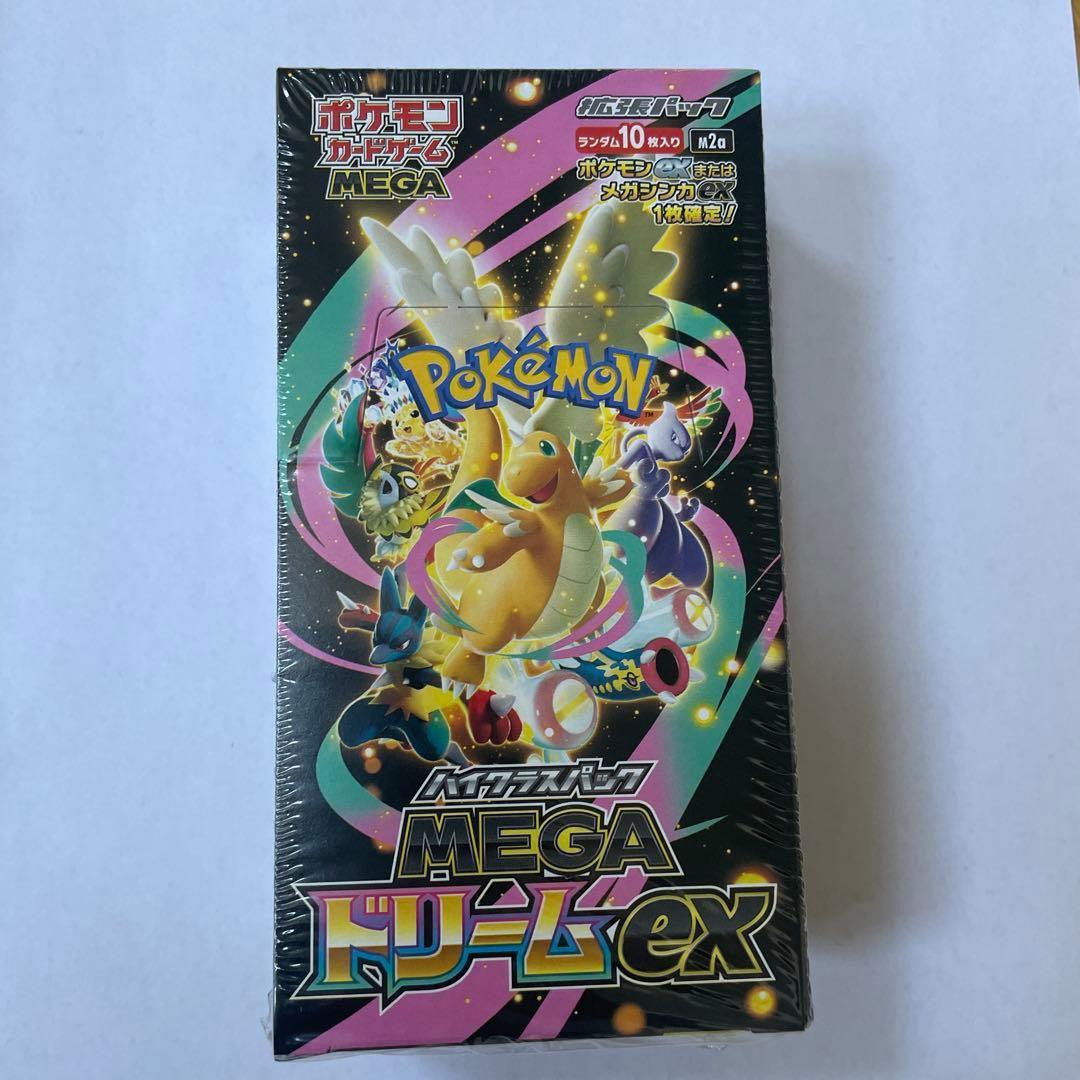 ポケモン
カードゲーム™
MEGA
拡張パック
ランダム10枚入り M2a
ポケモンexまたは
メガシンカex
1枚確定!
POKéMON™
ハイクラスパック
MEGA
ドリームex